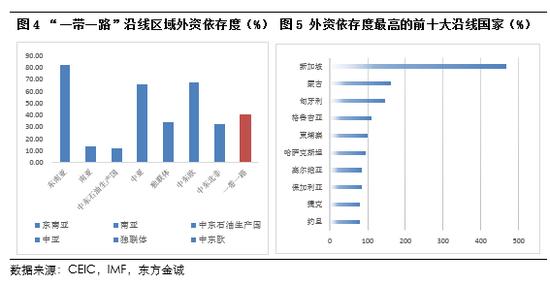 图 4 “一带一路”沿线区域外资依存度（%）
90.00
80.00
70.00
60.00
50.00
40.00
30.00
20.00
10.00
0.00
东南亚
南亚
中东石油生产国
中亚
独联体
中东欧
中东北非
一带一路
东南亚
南亚
中东石油生产国
中亚
独联体
中东欧
图 5 外资依存度最高的前十大沿线国家（%）
新加坡
蒙古
匈牙利
格鲁吉亚
柬埔寨
哈萨克斯坦
保加利亚
捷克
约旦
0
100
200
300
400
500
数据来源：CEIC，IMF，东方金诚